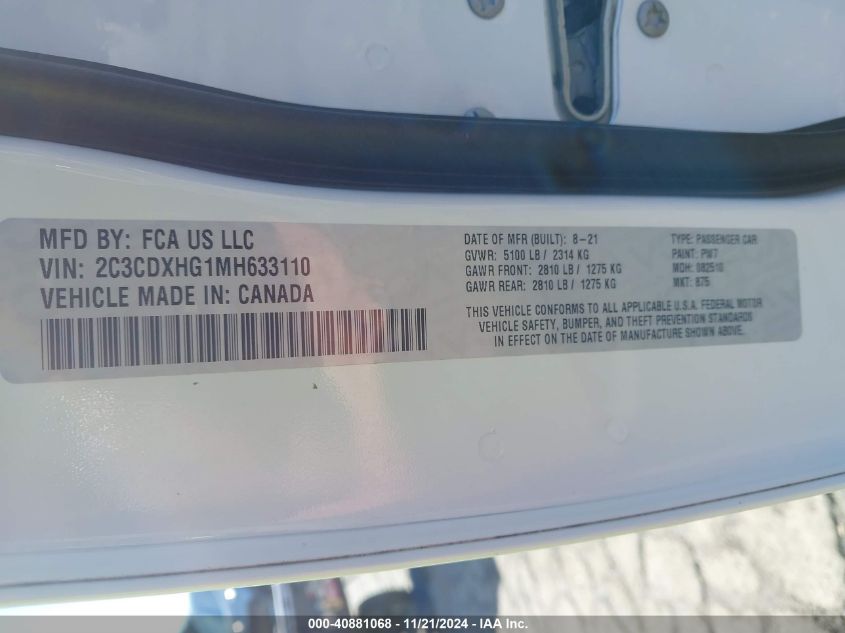 MFD BY: FCA US LLC
VIN: 2C3CDXHG1MH633110
VEHICLE MADE IN: CANADA
DATE OF MFR (BUILT): 8-21
GVWR: 5100 LB / 2314 KG
GAWR FRONT: 2810 LB / 1275 KG
GAWR REAR: 2810 LB / 1275 KG
TYPE: PASSENGER CAR
PAINT: PW7
MDH: 082510
MKT: 875
THIS VEHICLE CONFORMS TO ALL APPLICABLE U.S.A. FEDERAL MOTOR
VEHICLE SAFETY, BUMPER, AND THEFT PREVENTION STANDARDS
IN EFFECT ON THE DATE OF MANUFACTURE SHOWN ABOVE.
000-40881068 - 11/21/2024 - IAA Inc.